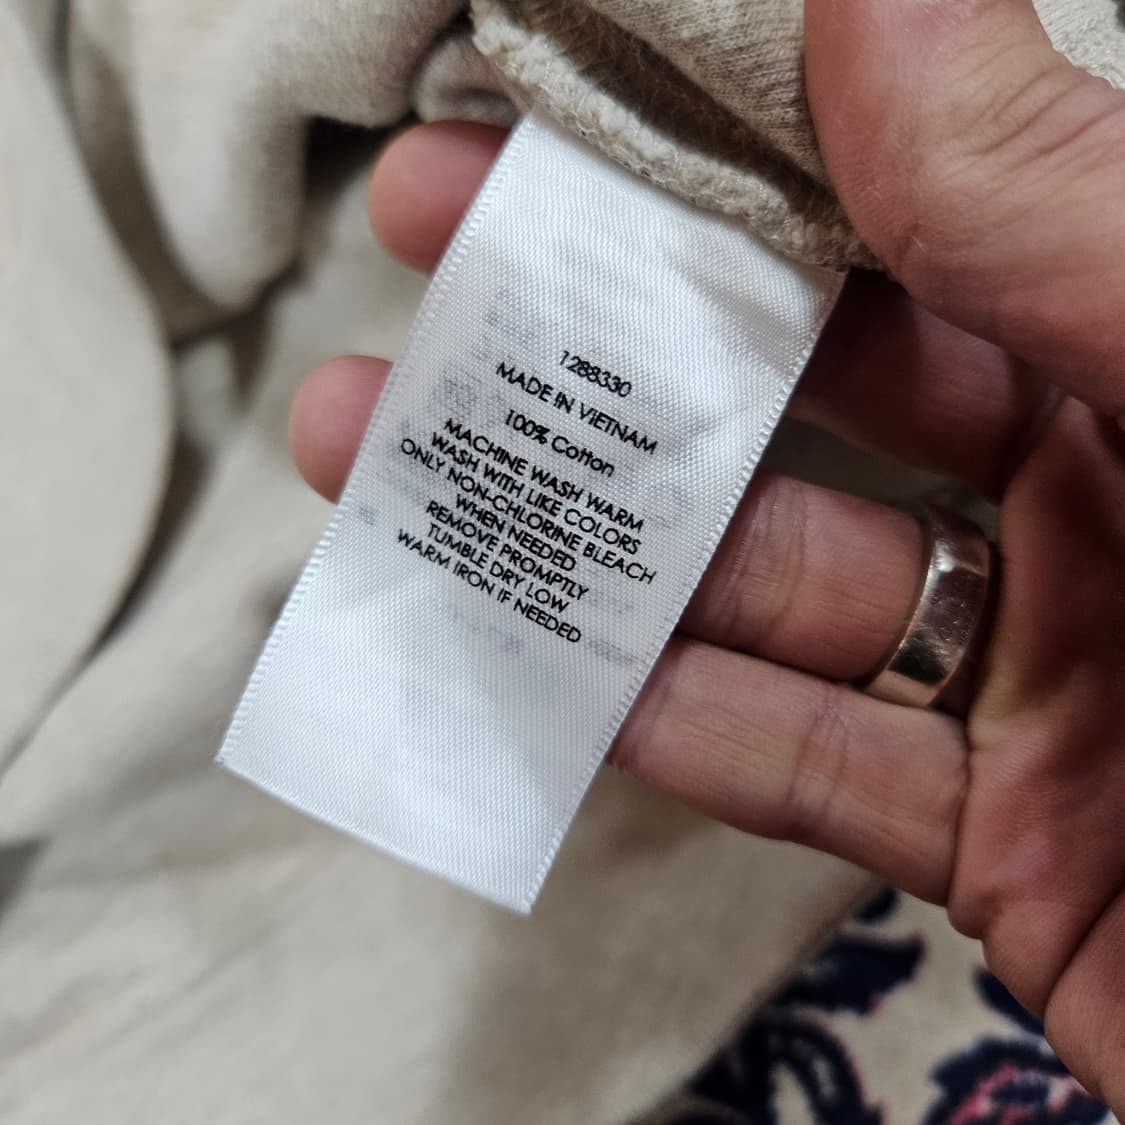 1288330
MADE IN VIETNAM
100% Cotton
MACHINE WASH WARM
WASH WITH LIKE COLORS
ONLY NON-CHLORINE BLEACH
WHEN NEEDED
REMOVE PROMPTLY
TUMBLE DRY LOW
WARM IRON IF NEEDED